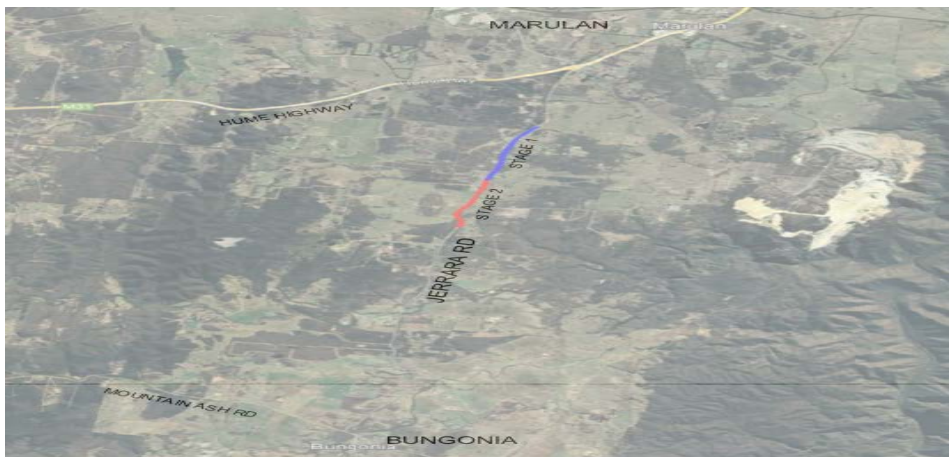 MARULAN
Marulan
M31
HUME HIGHWAY
STAGE 1
STAGE 2
JERRARA RD
MOUNTAIN ASH RD
BUNGONIA
Bungonia